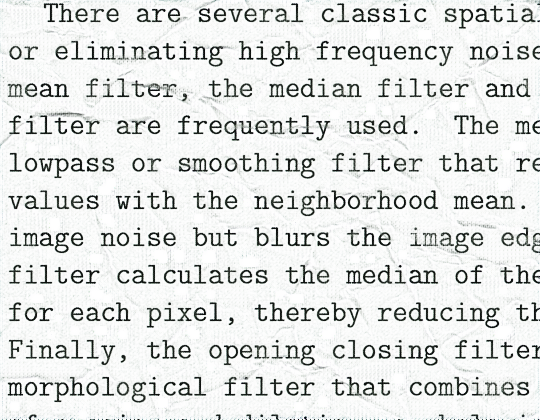 There are several classic spatial
or eliminating high frequency noise
mean filter, the median filter and
filter are frequently used. The me
lowpass or smoothing filter that re
values with the neighborhood mean.
image noise but blurs the image edg
filter calculates the median of the
for each pixel, thereby reducing th
Finally, the opening closing filter
morphological filter that combines